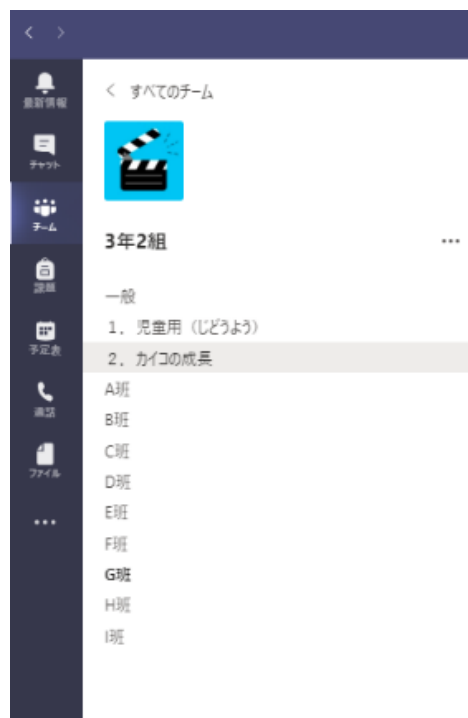 最新情報
チャット
チーム
課題
予定表
通話
ファイル
すべてのチーム
3年2組
一般
1．児童用（じどうよう）
2．カイコの成長
A班
B班
C班
D班
E班
F班
G班
H班
I班